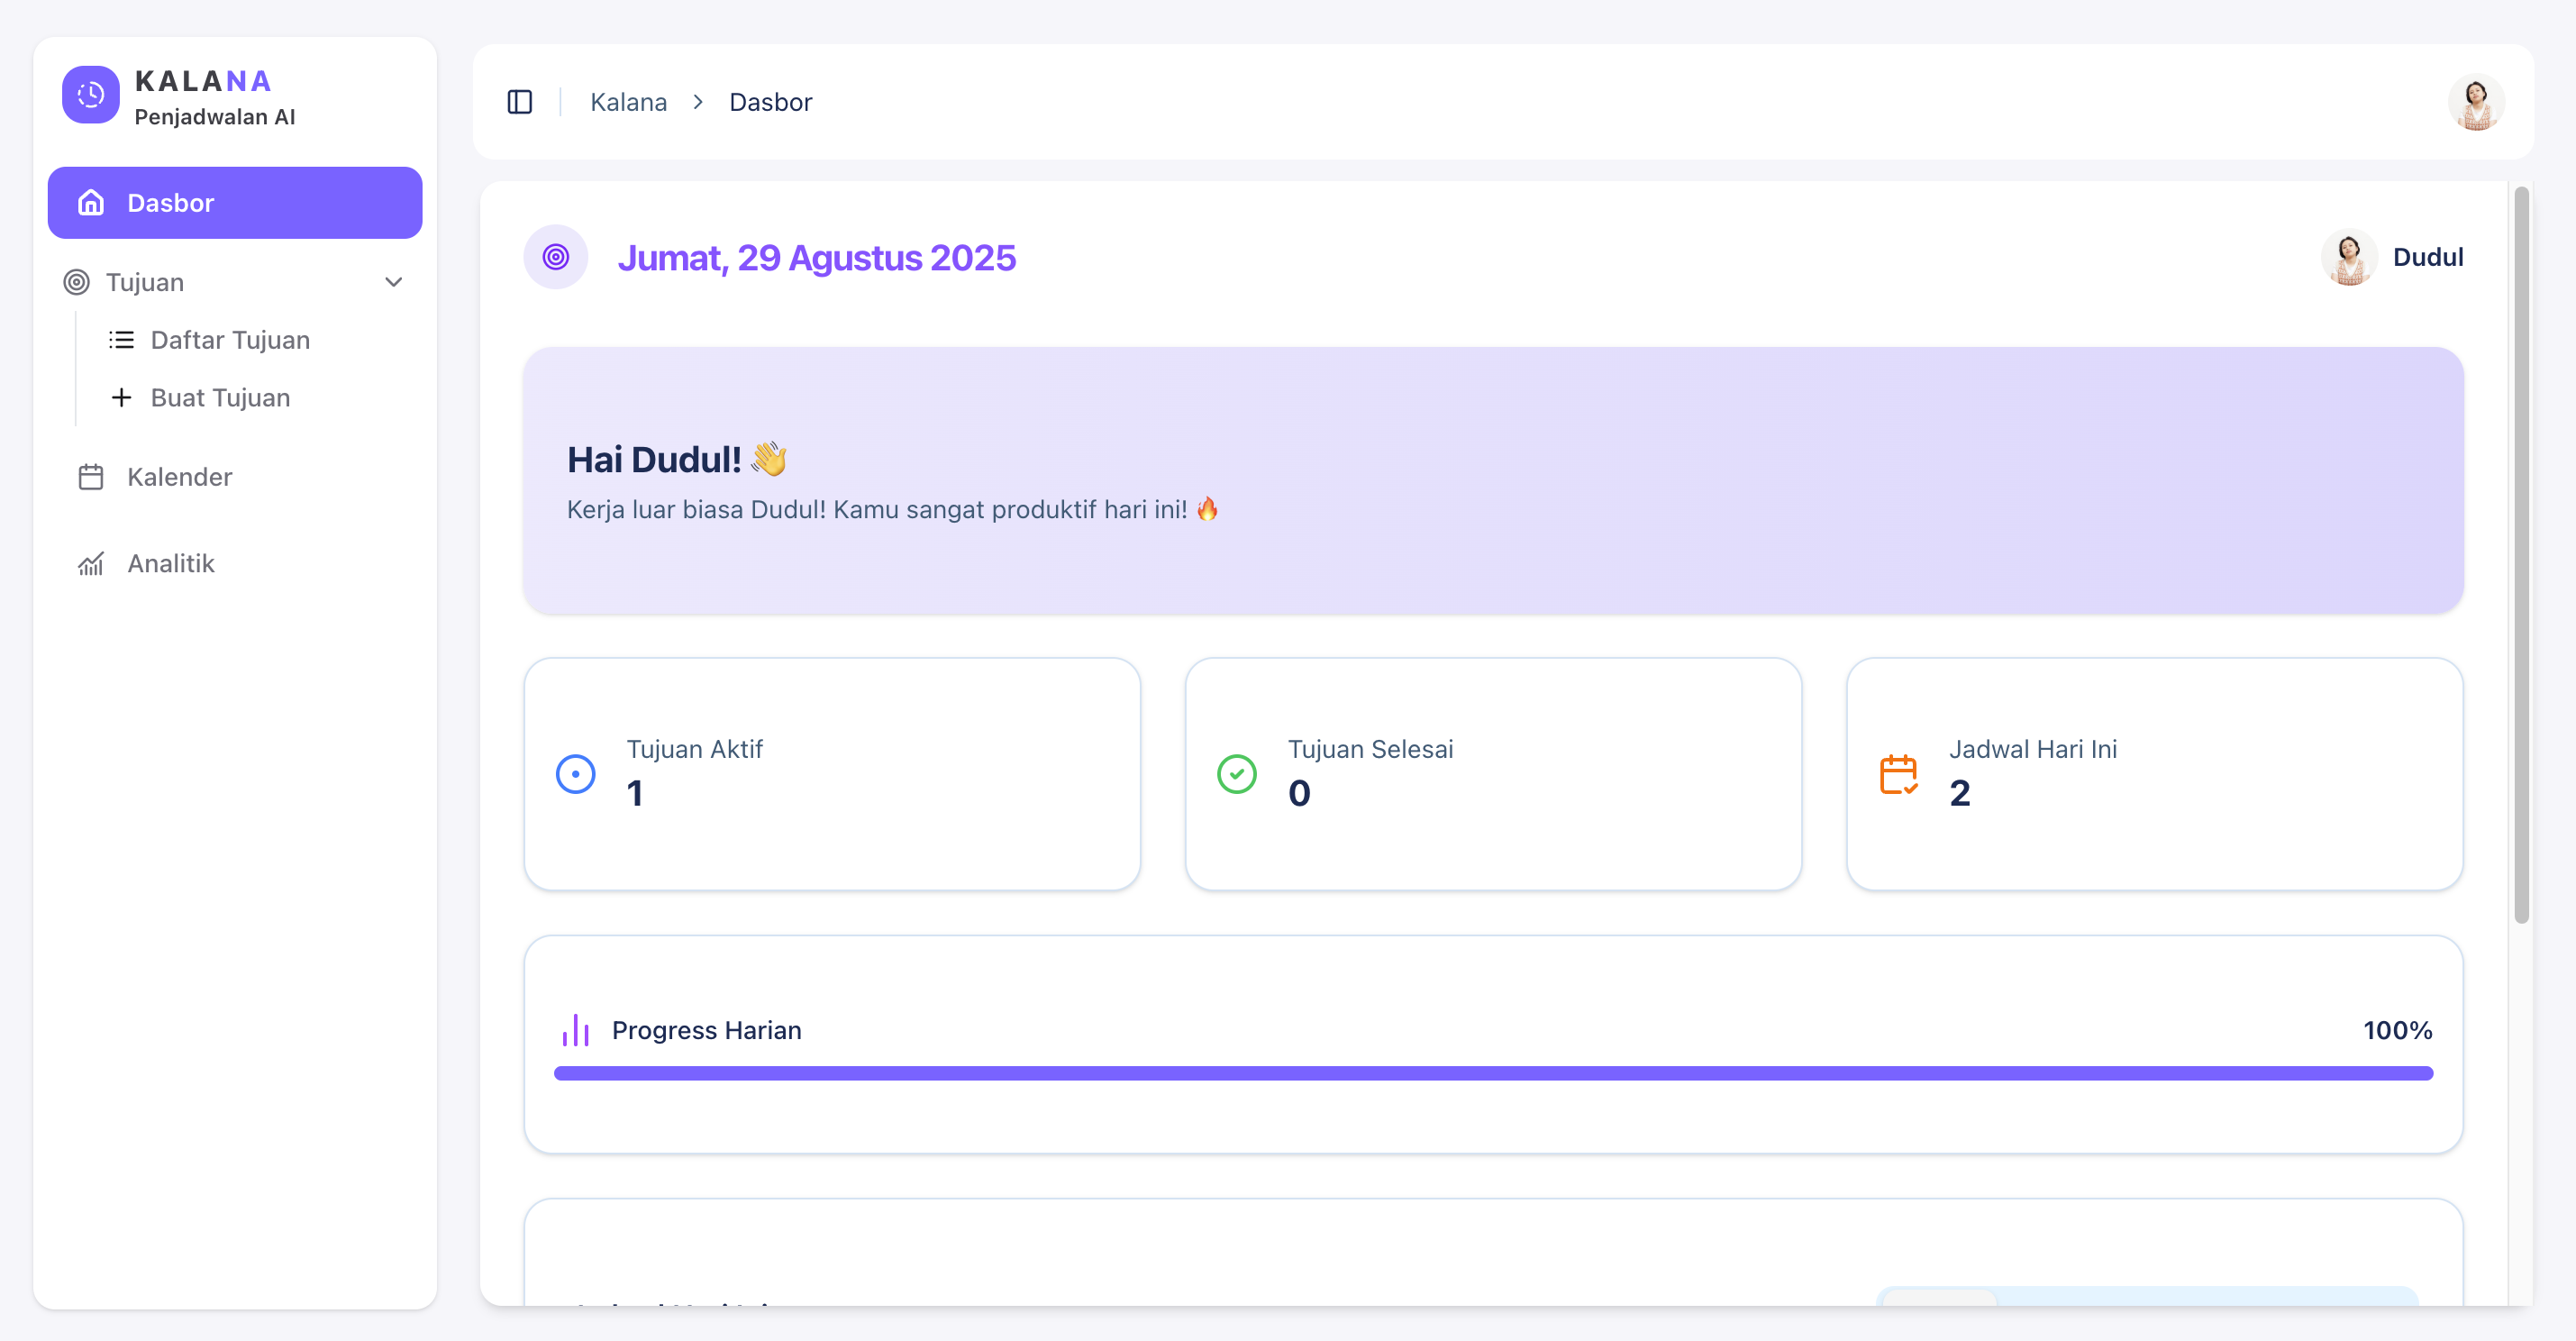 KALANA
Penjadwalan AI
Dasbor
Tujuan
Daftar Tujuan
Buat Tujuan
Kalender
Analitik
Kalana > Dasbor
Jumat, 29 Agustus 2025
Dudul
Hai Dudul! 👋
Kerja luar biasa Dudul! Kamu sangat produktif hari ini! 🔥
Tujuan Aktif
1
Tujuan Selesai
0
Jadwal Hari Ini
2
Progress Harian
100%